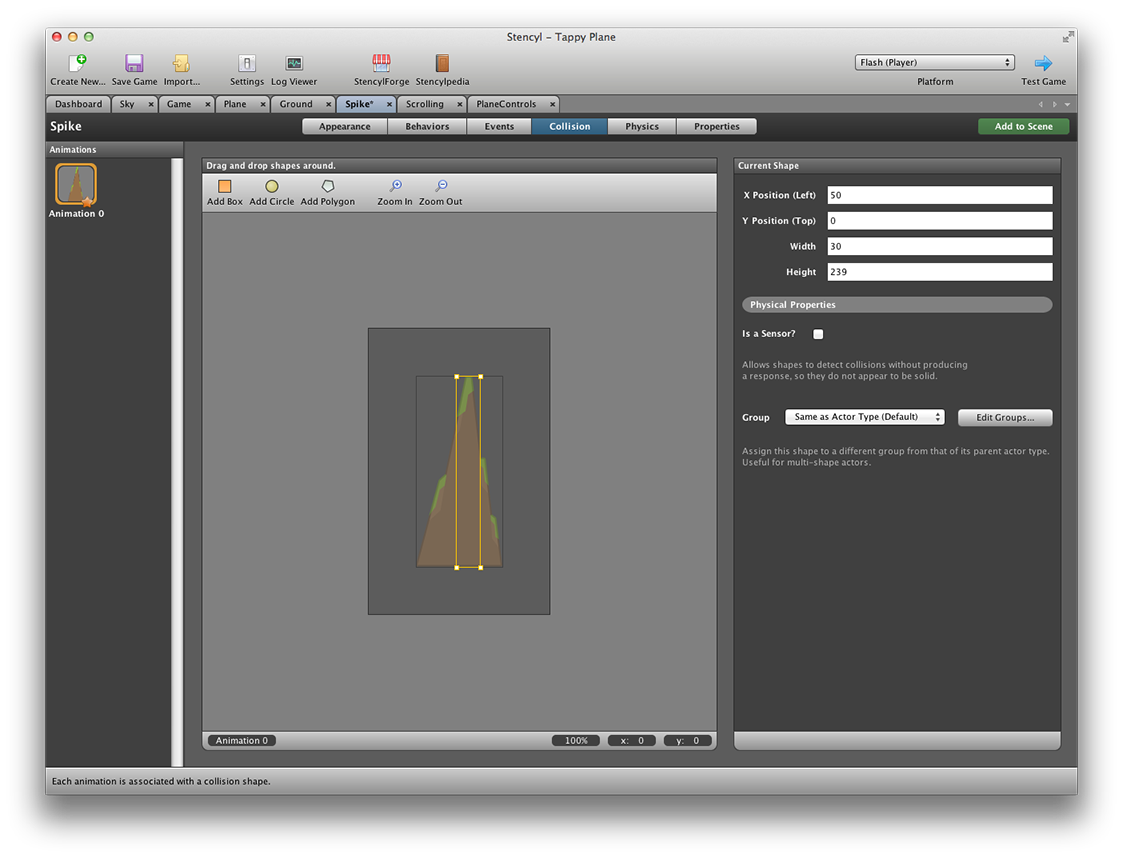 Stencyl – Tappy Plane
Create New... Save Game Import... Settings Log Viewer StencylForge Stencylpedia Flash (Player) Platform Test Game
Dashboard Sky × Game × Plane × Ground × Spike* × Scrolling × PlaneControls ×
Spike Appearance Behaviors Events Collision Physics Properties Add to Scene
Animations
Animation 0
Drag and drop shapes around.
Add Box Add Circle Add Polygon Zoom In Zoom Out
Animation 0 100% x: 0 y: 0
Current Shape
X Position (Left) 50
Y Position (Top) 0
Width 30
Height 239
Physical Properties
Is a Sensor?
Allows shapes to detect collisions without producing
a response, so they do not appear to be solid.
Group Same as Actor Type (Default) Edit Groups...
Assign this shape to a different group from that of its parent actor type.
Useful for multi-shape actors.
Each animation is associated with a collision shape.